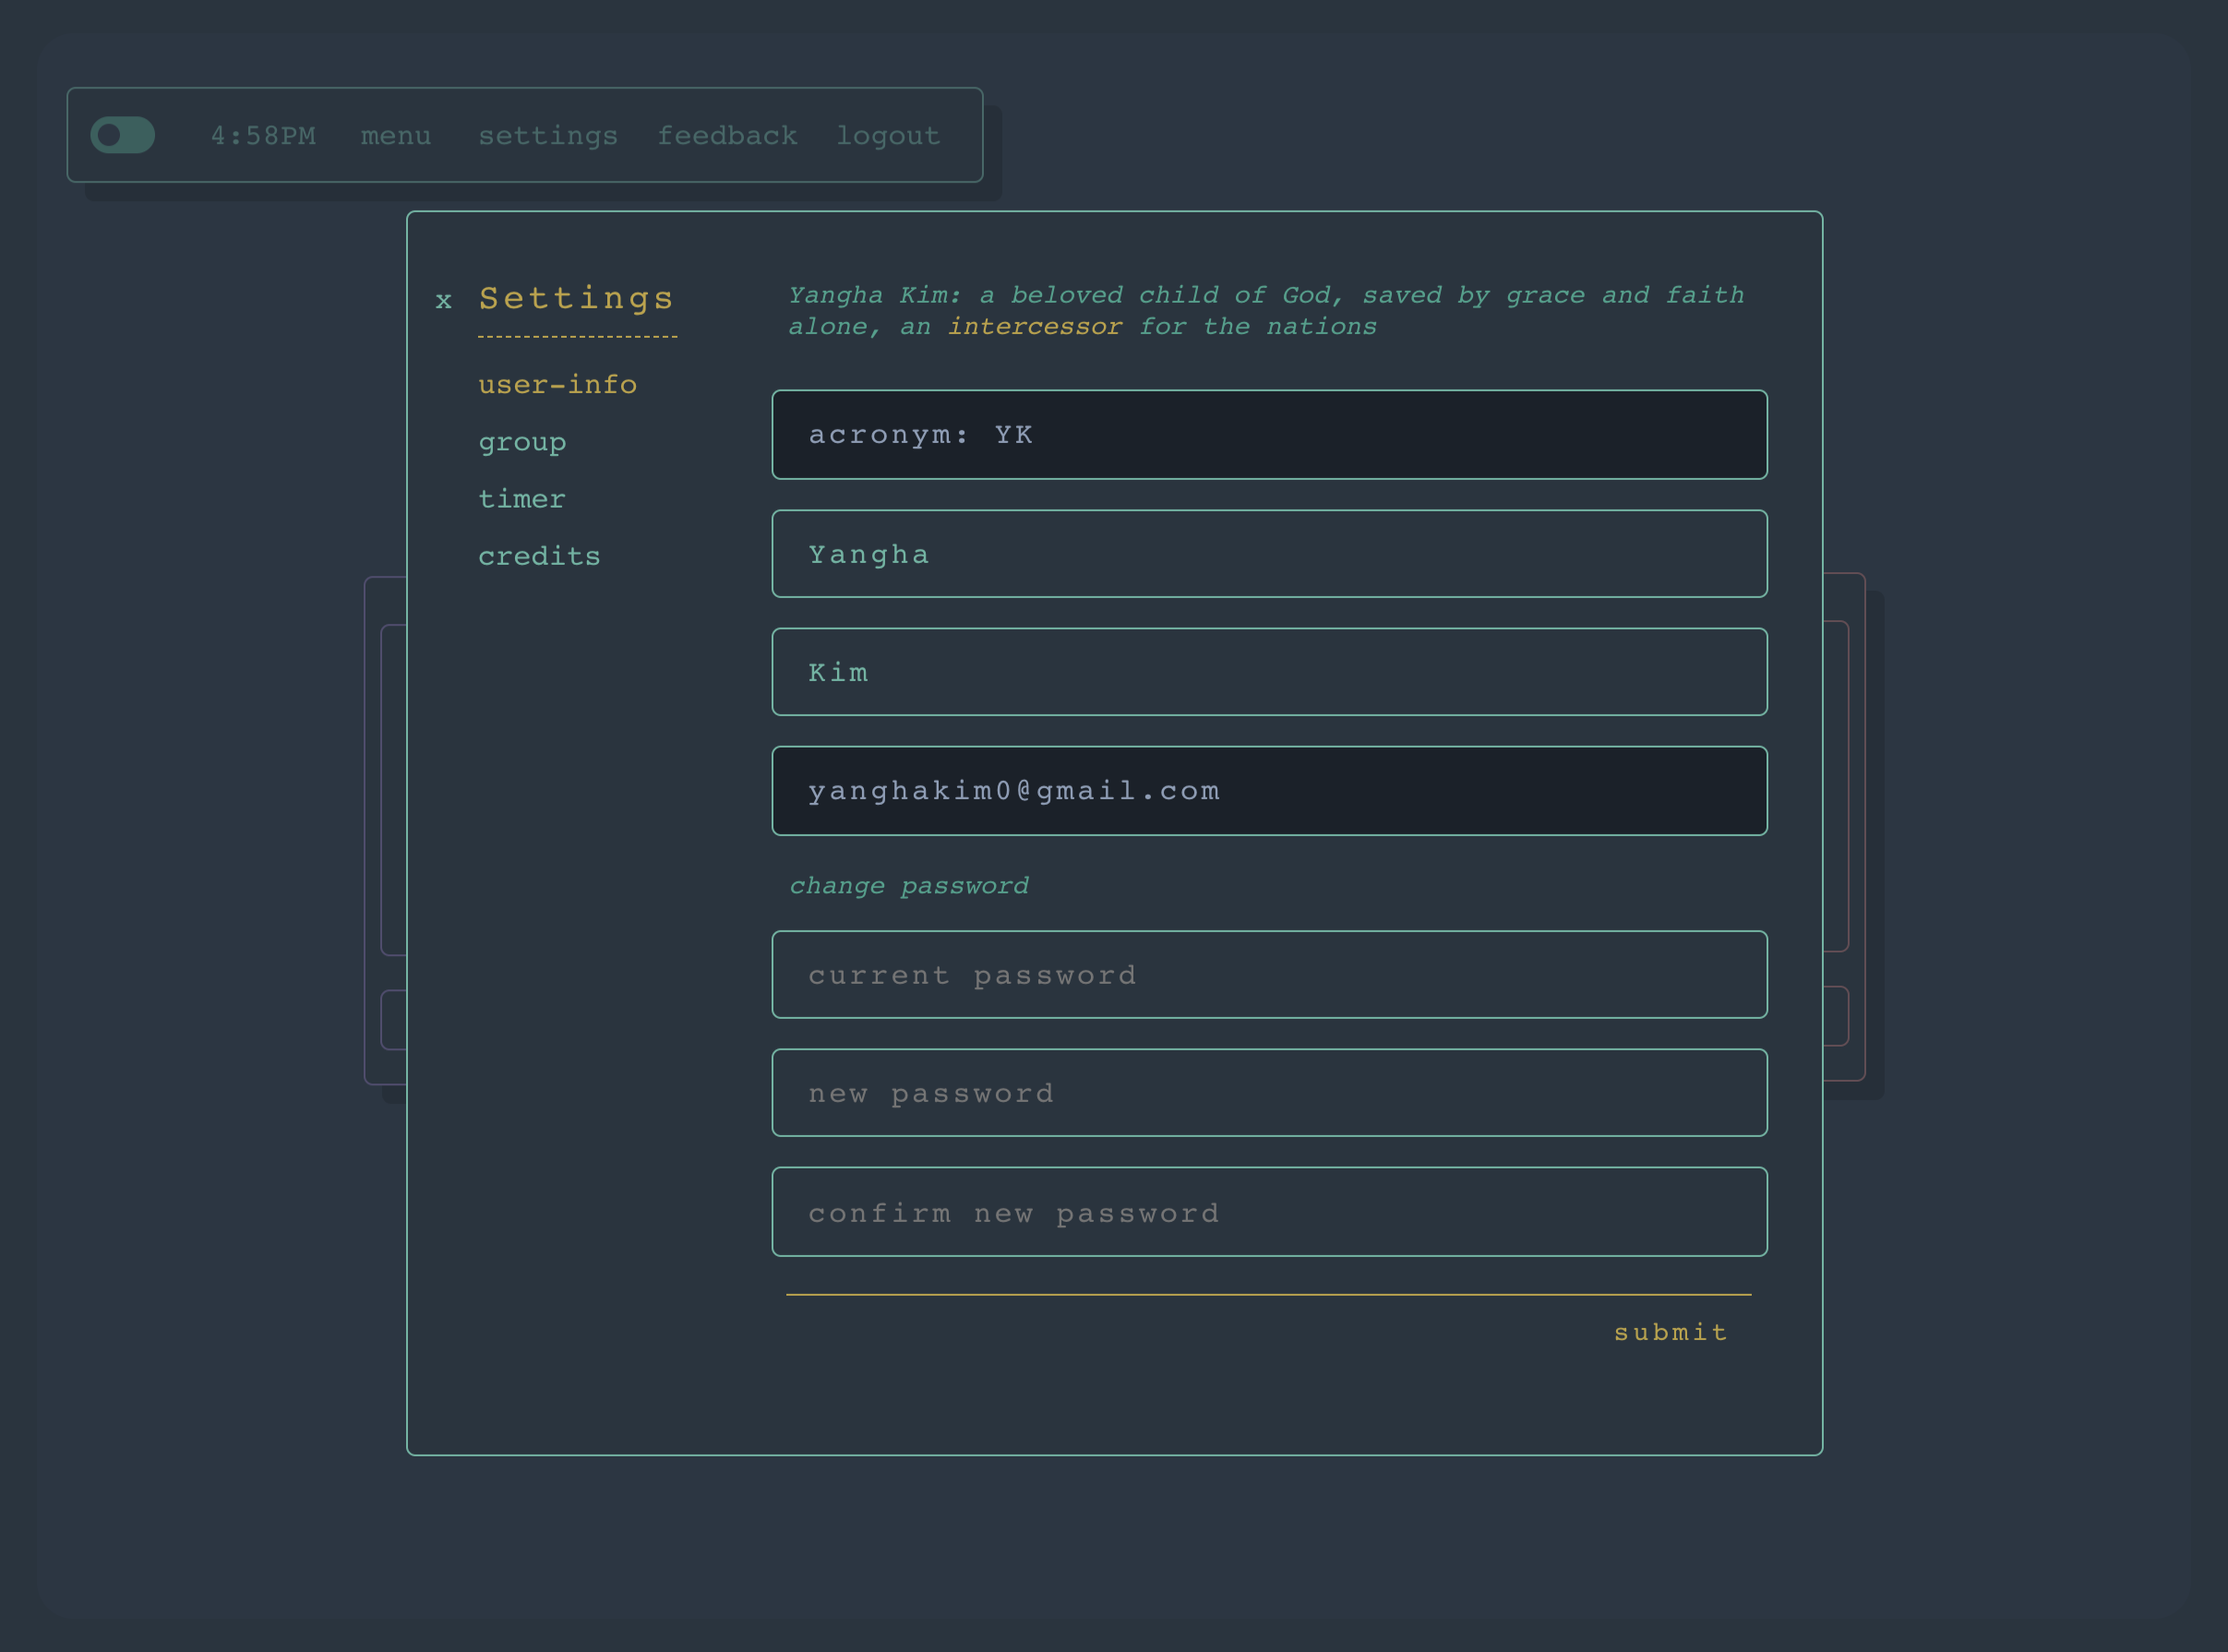 4:58PM menu settings feedback logout
x Settings
user-info
group
timer
credits
Yangha Kim: a beloved child of God, saved by grace and faith
alone, an intercessor for the nations
acronym: YK
Yangha
Kim
yanghakim0@gmail.com
change password
current password
new password
confirm new password
submit